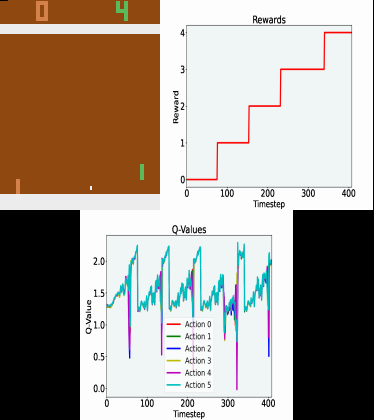 0 4
Rewards
4
3
2
1
0
Reward
0 100 200 300 400
Timestep
Q-Values
2.0
1.5
1.0
0.5
0.0
Q-Value
Action 0
Action 1
Action 2
Action 3
Action 4
Action 5
0 100 200 300 400
Timestep